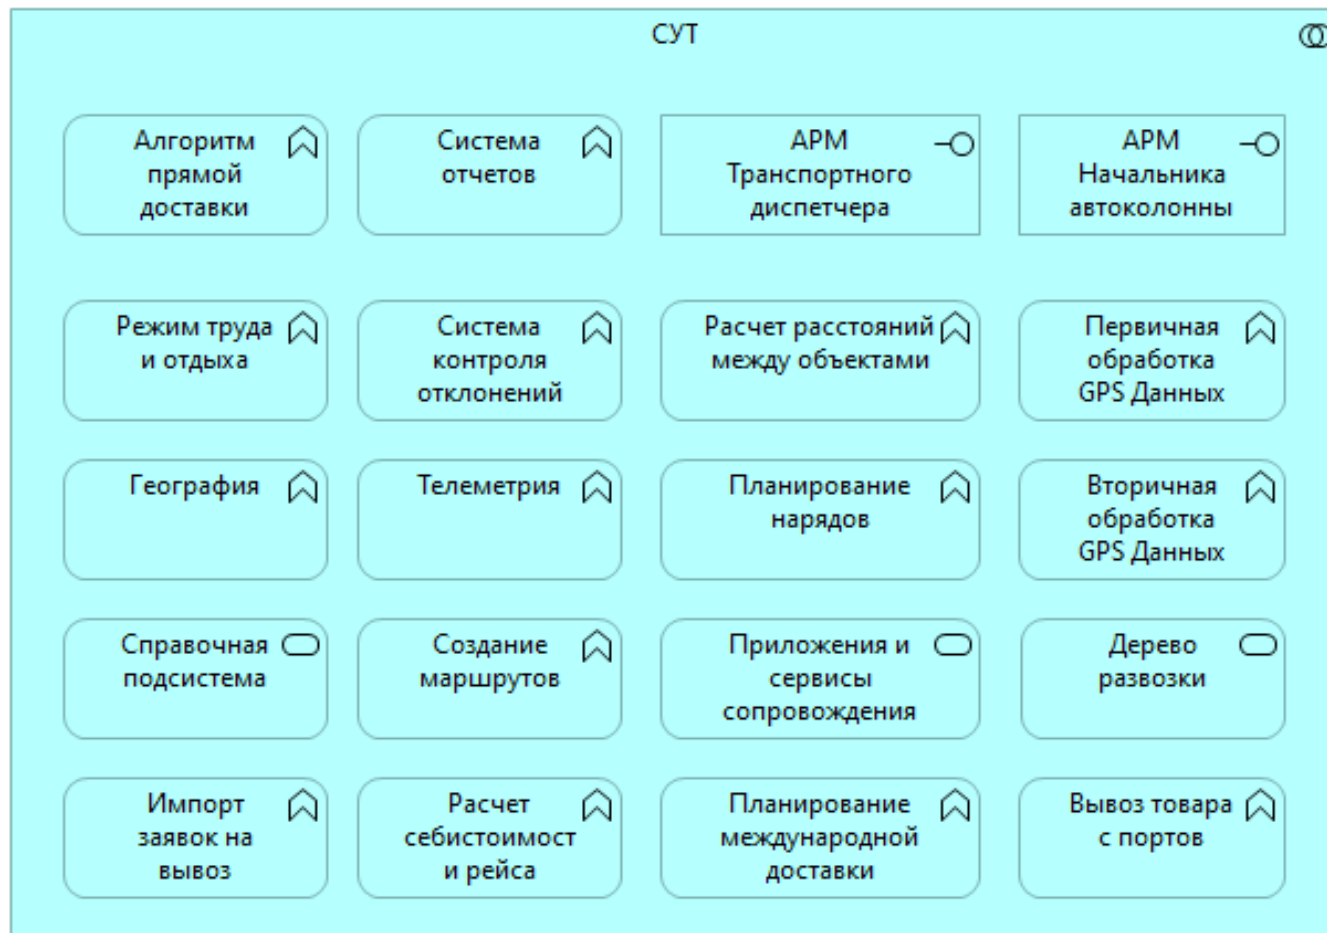 СУТ
Алгоритм
прямой
доставки
Система
отчетов
АРМ
Транспортного
диспетчера
АРМ
Начальника
автоколонны
Режим труда
и отдыха
Система
контроля
отклонений
Расчет расстояний
между объектами
Первичная
обработка
GPS Данных
География
Телеметрия
Планирование
нарядов
Вторичная
обработка
GPS Данных
Справочная
подсистема
Создание
маршрутов
Приложения и
сервисы
сопровождения
Дерево
развозки
Импорт
заявок на
вывоз
Расчет
себистоимост
и рейса
Планирование
международной
доставки
Вывоз товара
с портов